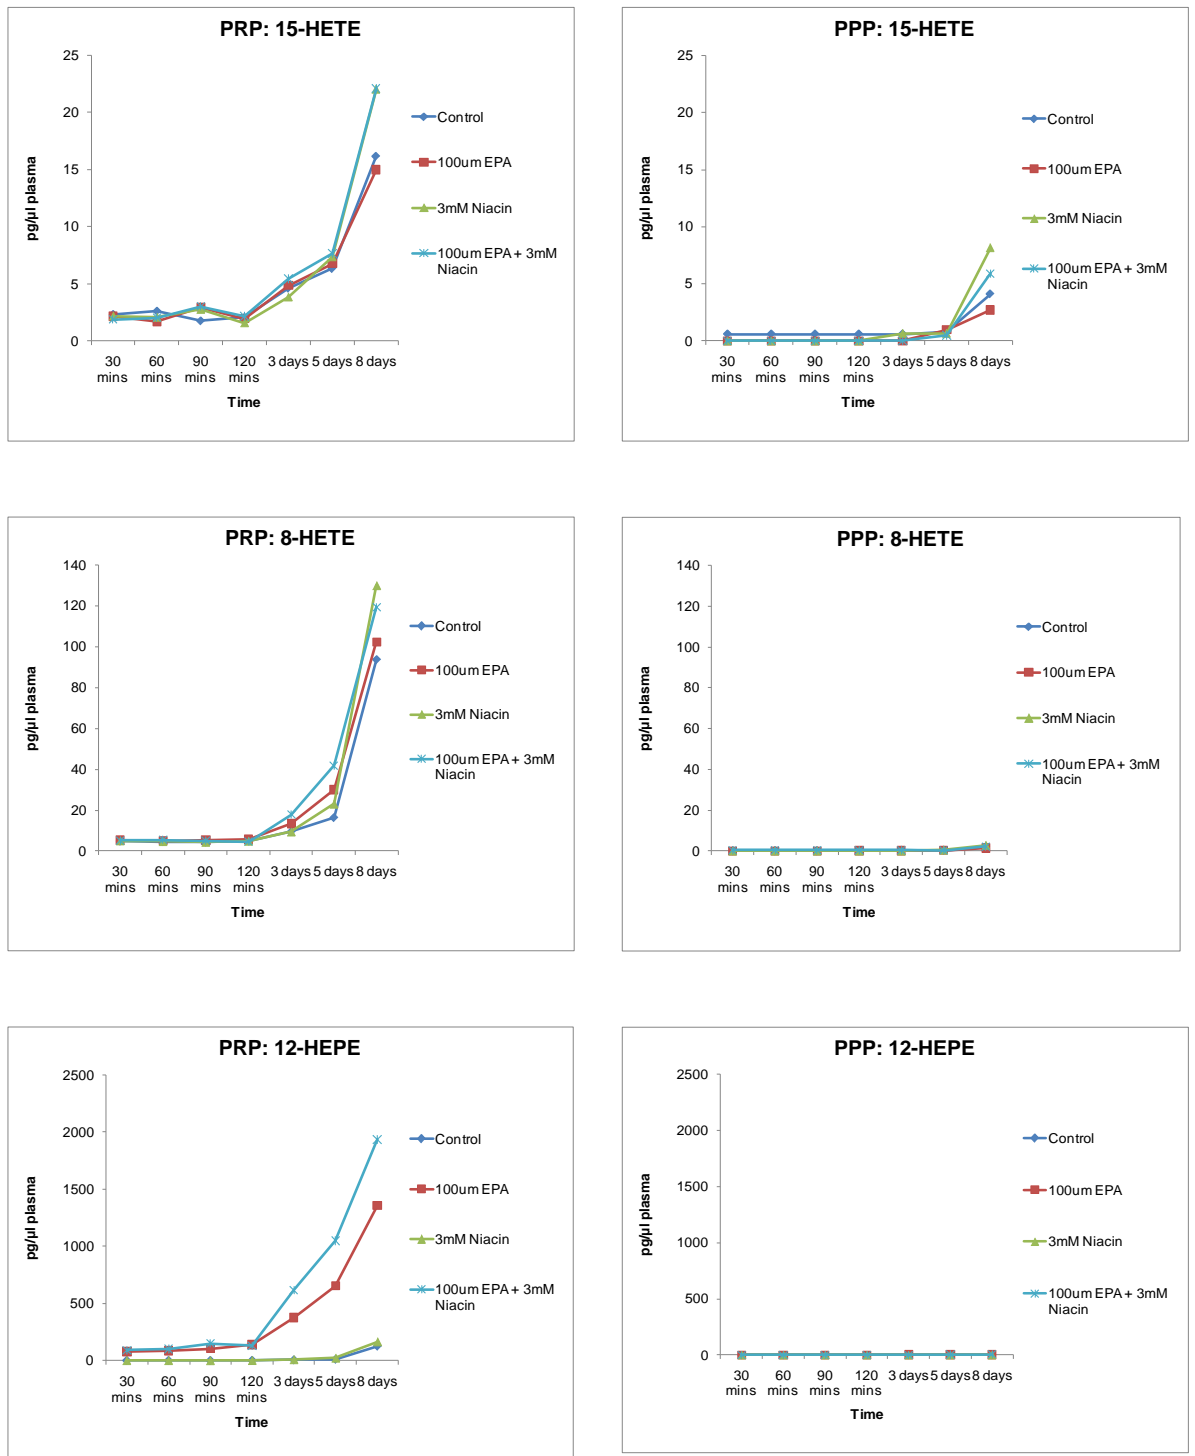 PRP: 15-HETE
25
20
15
10
5
0
pg/µl plasma
30 mins
60 mins
90 mins
120 mins
3 days
5 days
8 days
Time
Control
100um EPA
3mM Niacin
100um EPA + 3mM
Niacin
PPP: 15-HETE
25
20
15
10
5
0
pg/µl plasma
30 mins
60 mins
90 mins
120 mins
3 days
5 days
8 days
Time
Control
100um EPA
3mM Niacin
100um EPA + 3mM
Niacin
PRP: 8-HETE
140
120
100
80
60
40
20
0
pg/µl plasma
30 mins
60 mins
90 mins
120 mins
3 days
5 days
8 days
Time
Control
100um EPA
3mM Niacin
100um EPA + 3mM
Niacin
PPP: 8-HETE
140
120
100
80
60
40
20
0
pg/µl plasma
30 mins
60 mins
90 mins
120 mins
3 days
5 days
8 days
Time
Control
100um EPA
3mM Niacin
100um EPA + 3mM
Niacin
PRP: 12-HEPE
2500
2000
1500
1000
500
0
pg/µl plasma
30 mins
60 mins
90 mins
120 mins
3 days
5 days
8 days
Time
Control
100um EPA
3mM Niacin
100um EPA + 3mM
Niacin
PPP: 12-HEPE
2500
2000
1500
1000
500
0
pg/µl plasma
30 mins
60 mins
90 mins
120 mins
3 days
5 days
8 days
Time
Control
100um EPA
3mM Niacin
100um EPA + 3mM
Niacin